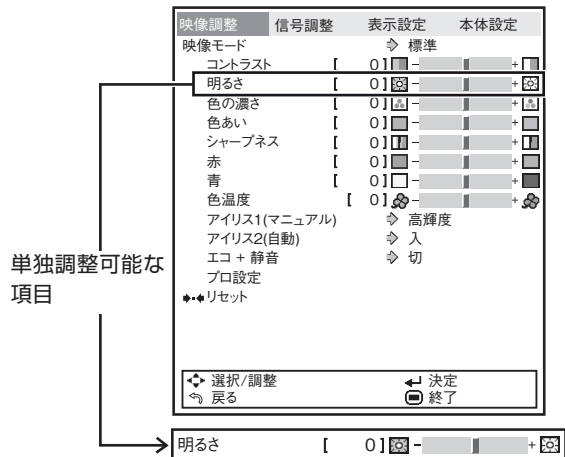 映像調整 信号調整 表示設定 本体設定
映像モード 標準
コントラスト [ 0] - +
明るさ [ 0] - +
色の濃さ [ 0] - +
色あい [ 0] - +
シャープネス [ 0] - +
赤 [ 0] - +
青 [ 0] - +
色温度 [ 0] - +
アイリス1(マニュアル) 高輝度
アイリス2(自動) 入
エコ + 静音 切
プロ設定
リセット
選択/調整 決定
戻る 終了
単独調整可能な
項目
明るさ [ 0] - +